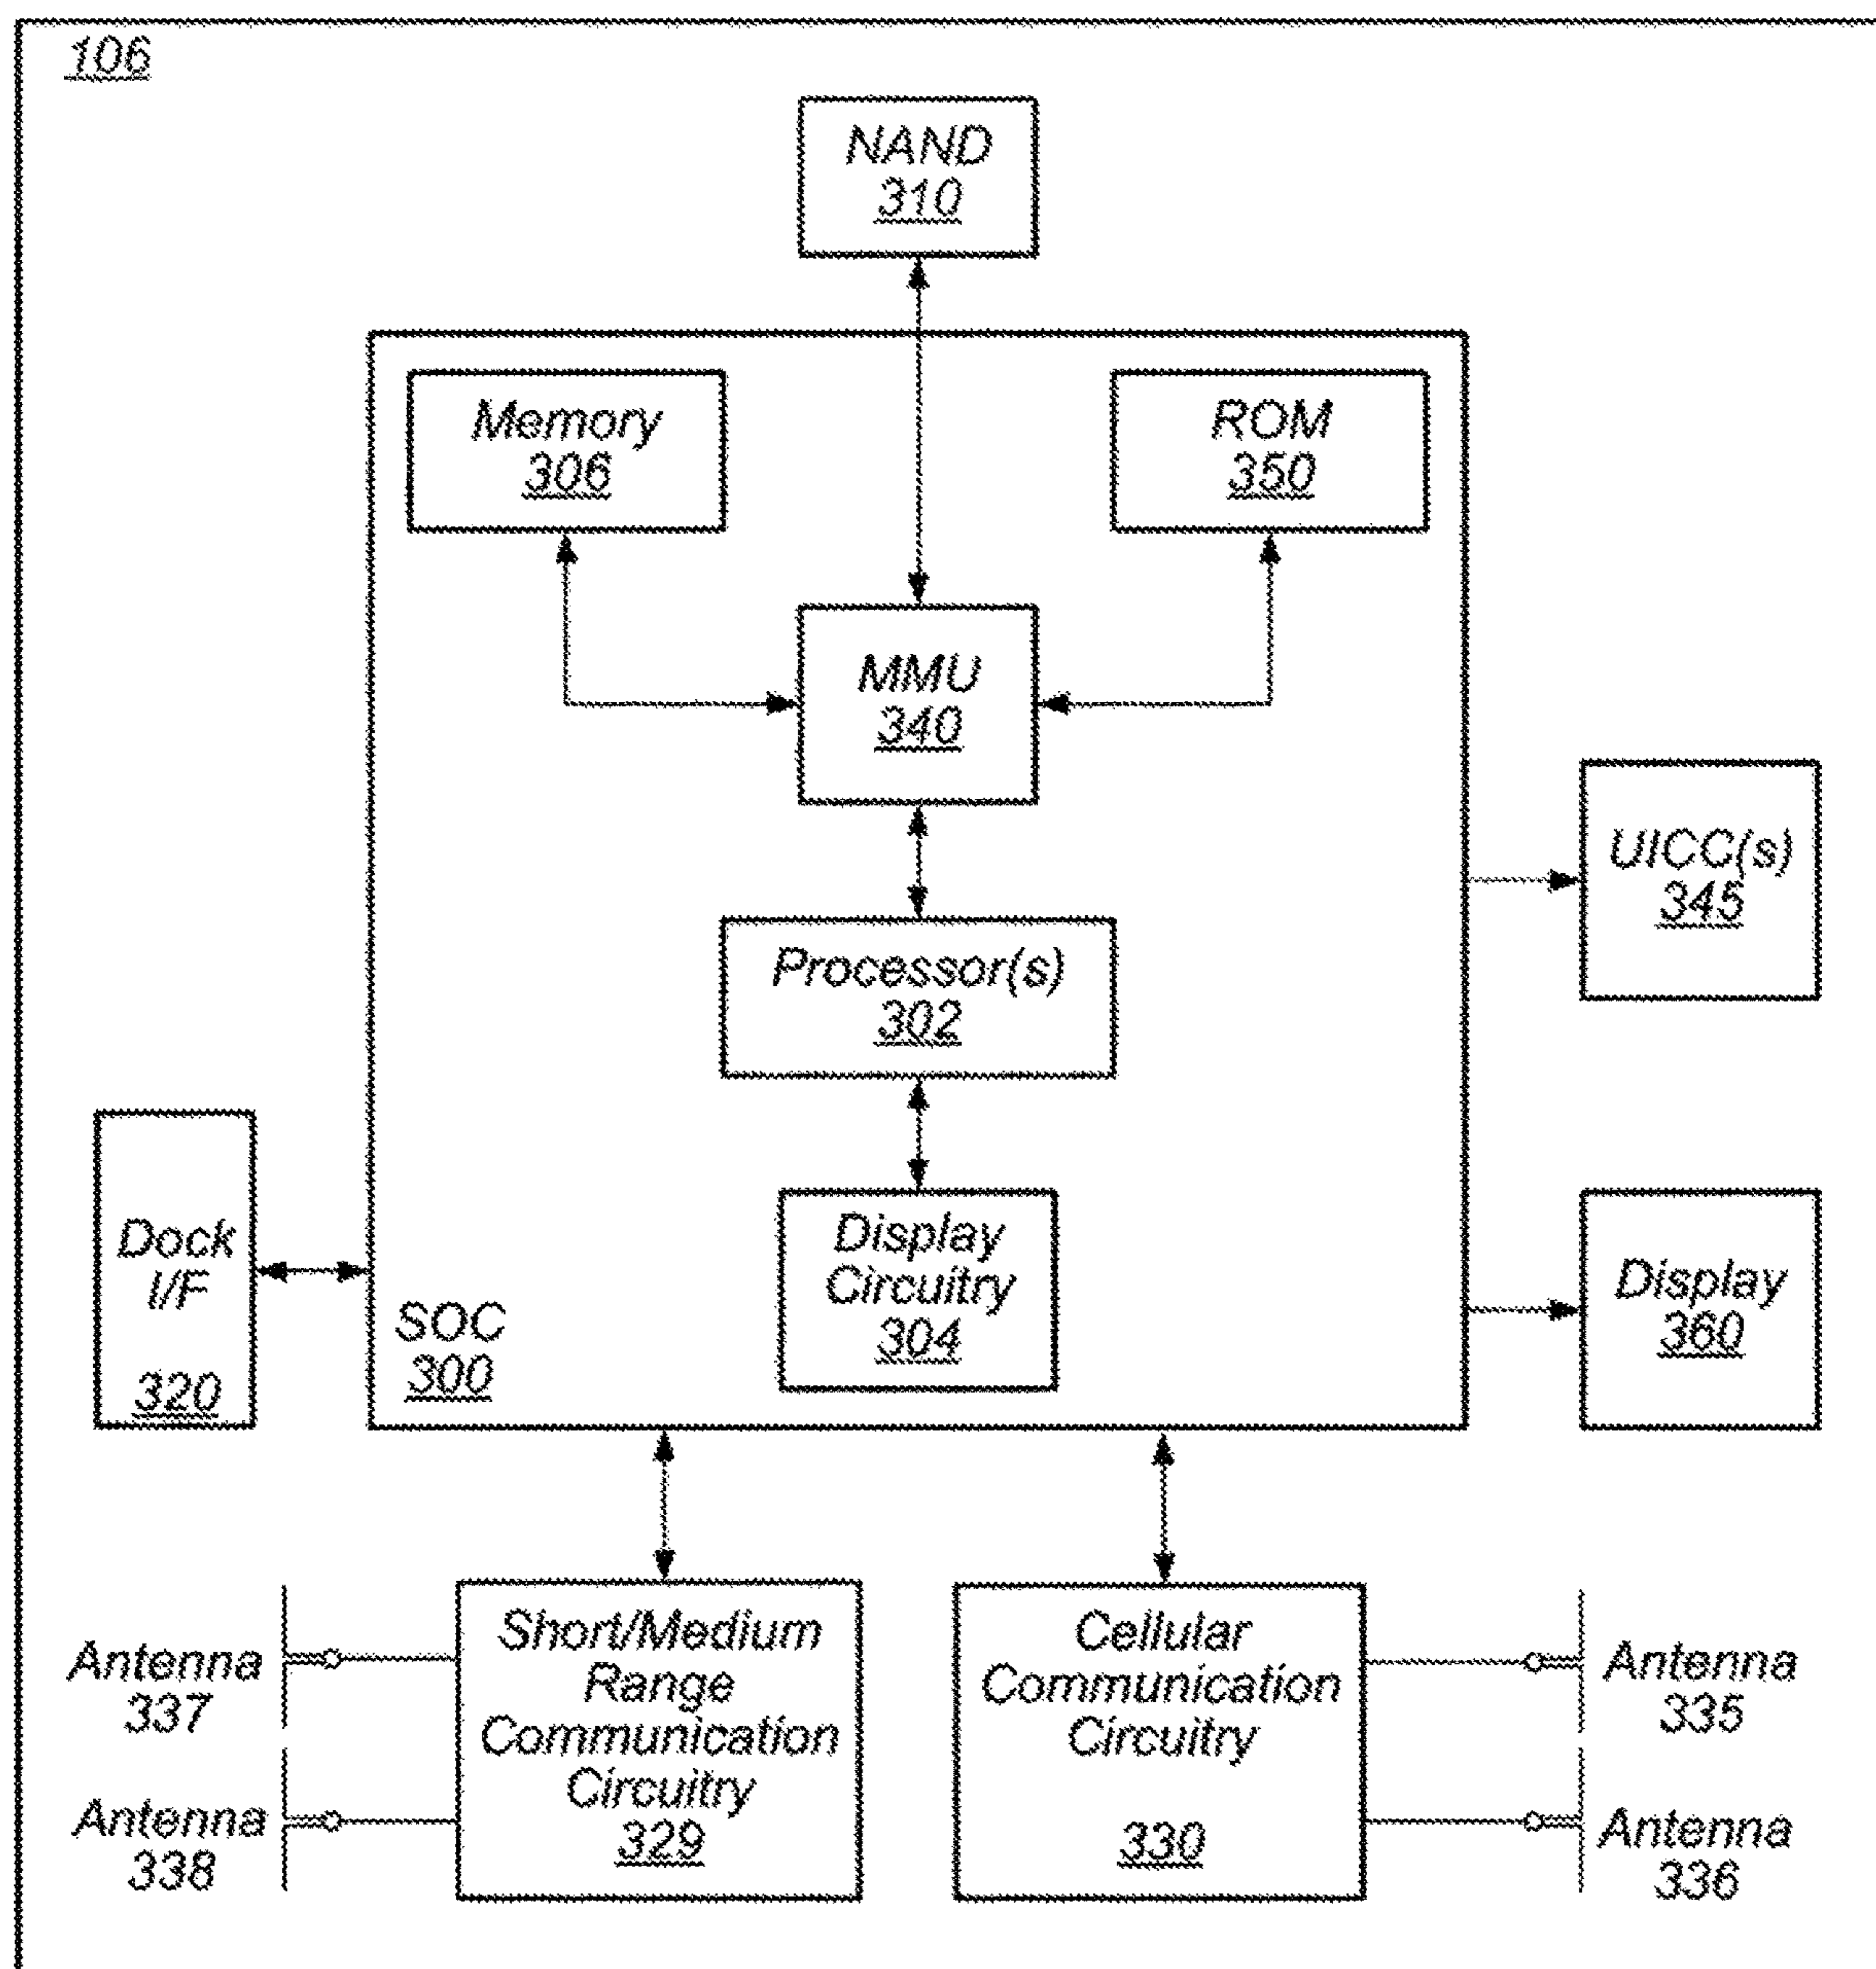 106
NAND
310
Memory
306
ROM
350
MMU
340
UICC(s)
345
Processor(s)
302
Dock
I/F
320
Display
Circuitry
304
SOC
300
Display
360
Antenna
337
Antenna
338
Short/Medium
Range
Communication
Circuitry
329
Cellular
Communication
Circuitry
330
Antenna
335
Antenna
336